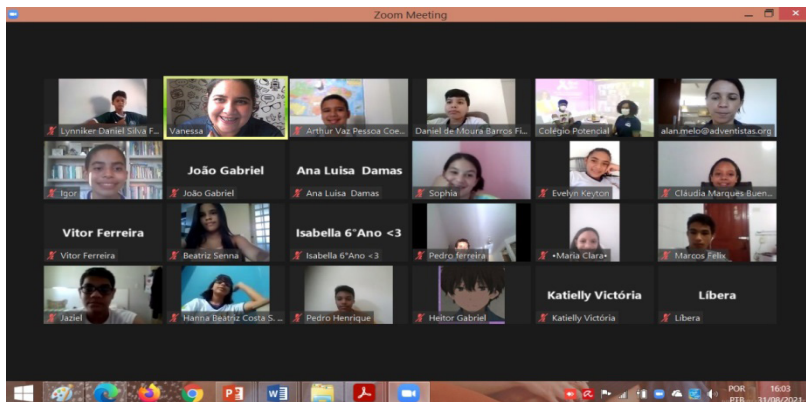 Zoom Meeting
Lynniker Daniel Silva F...
Vanessa
Arthur Vaz Pessoa Coe...
Daniel de Moura Barros Fi...
Colégio Potencial
alan.melo@adventistas.org
Igor
João Gabriel
João Gabriel
Ana Luisa Damas
Ana Luisa Damas
Sophia
Evelyn Keyton
Cláudia Marques Buen...
Vitor Ferreira
Vitor Ferreira
Beatriz Senna
Isabella 6°Ano <3
Isabella 6°Ano <3
Pedro ferreira
•Maria Clara•
Marcos Felix
Jaziel
Hanna Beatriz Costa S. ...
Pedro Henrique
Heitor Gabriel
Katielly Victória
Katielly Victória
Líbera
Líbera
POR
PTB
16:03
31/08/2021